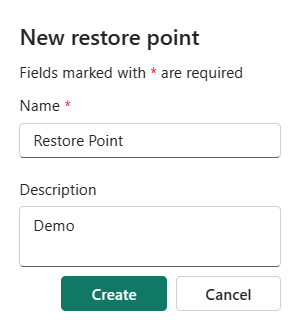 New restore point
Fields marked with * are required
Name *
Restore Point
Description
Demo
Create Cancel